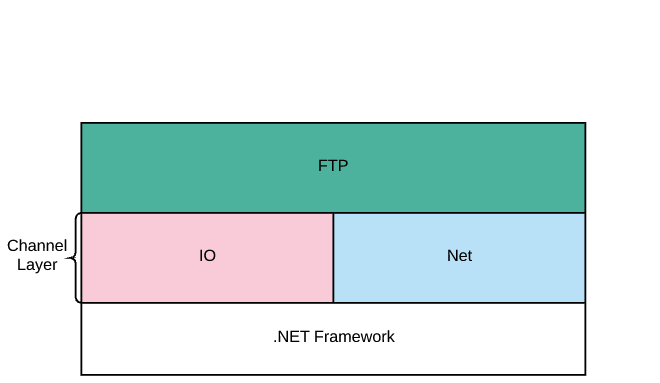 FTP
Channel
Layer
IO
Net
.NET Framework